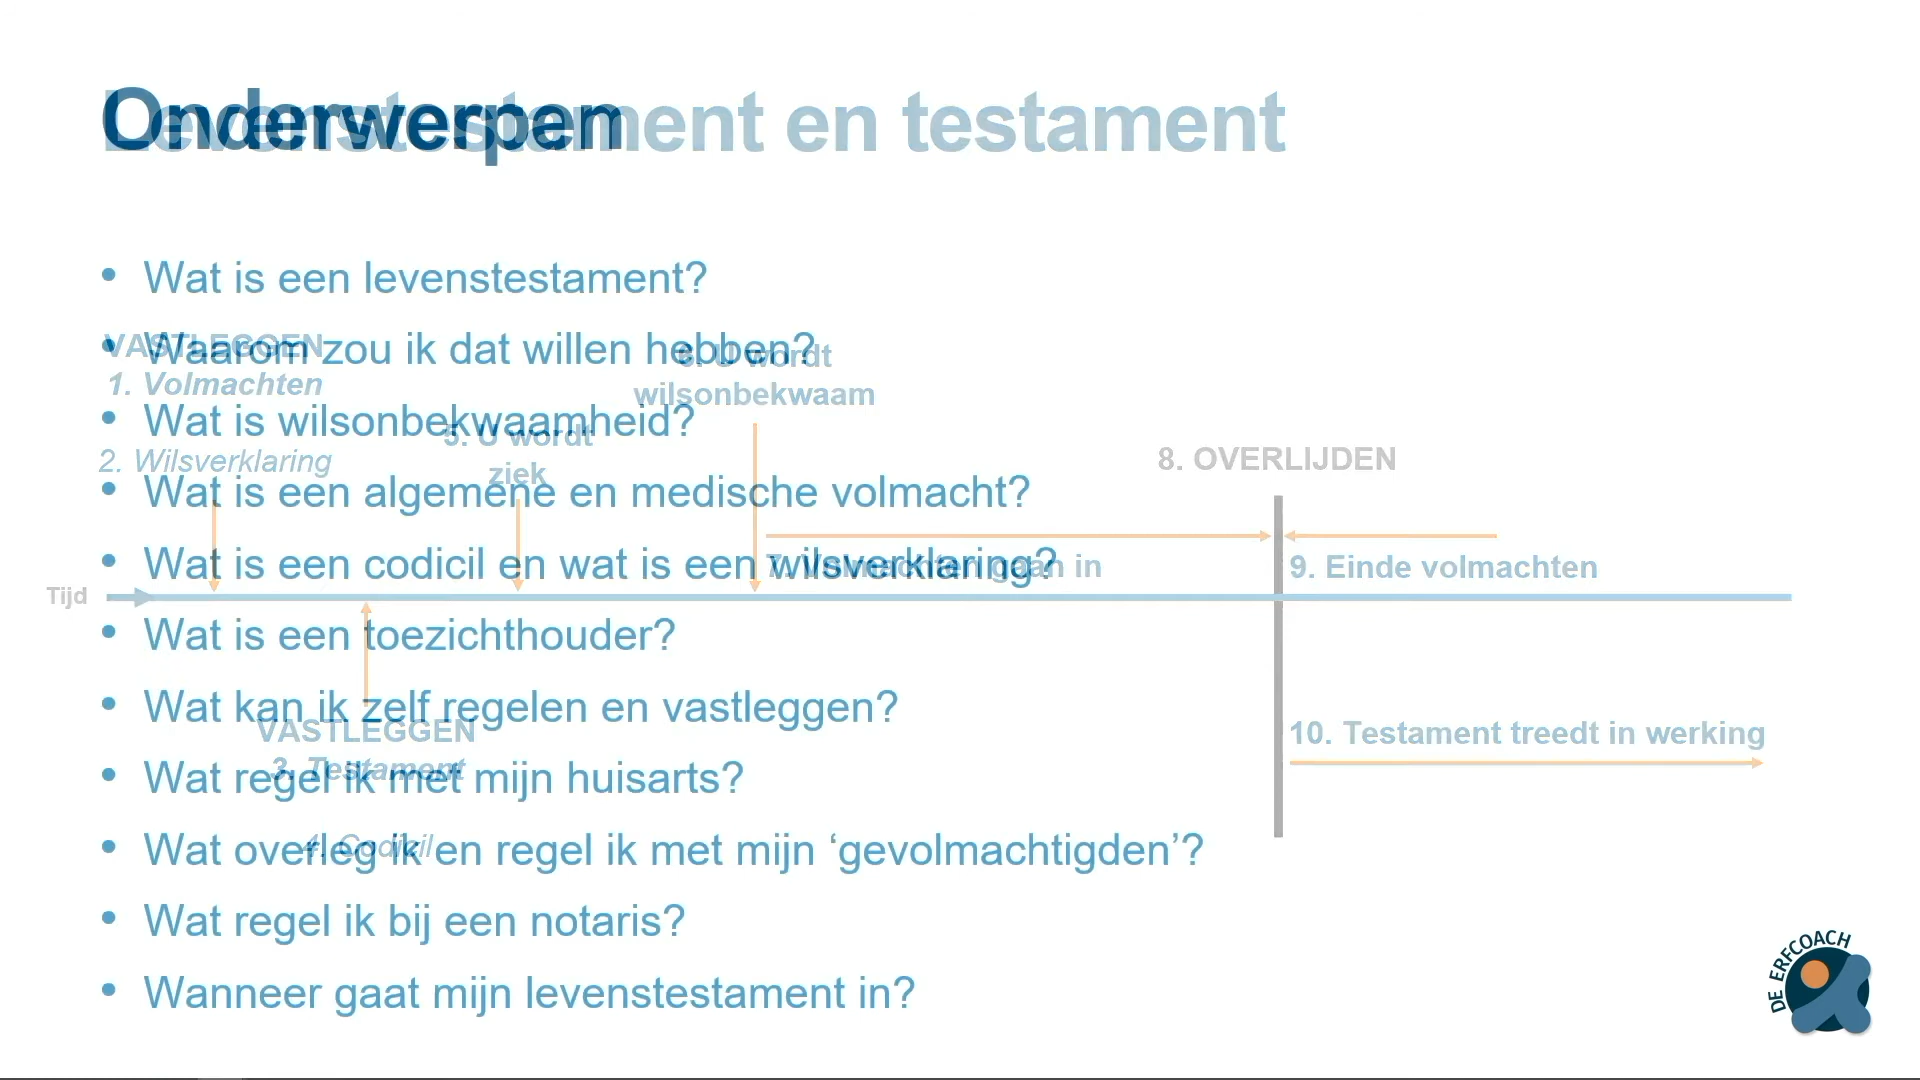 Onderwerpen
Levenstestament en testament
• Wat is een levenstestament?
• Waarom zou ik dat willen hebben?
• Wat is wilsonbekwaamheid?
• Wat is een algemene en medische volmacht?
• Wat is een codicil en wat is een wilsverklaring?
• Wat is een toezichthouder?
• Wat kan ik zelf regelen en vastleggen?
• Wat regel ik met mijn huisarts?
• Wat overleg ik en regel ik met mijn ‘gevolmachtigden’?
• Wat regel ik bij een notaris?
• Wanneer gaat mijn levenstestament in?
VASTLEGGEN
1. Volmachten
2. Wilsverklaring
5. U wordt
ziek
6. U wordt
wilsonbekwaam
8. OVERLIJDEN
7. Volmachten gaan in
9. Einde volmachten
Tijd
VASTLEGGEN
3. Testament
4. Codicil
10. Testament treedt in werking
DE ERFCOACH